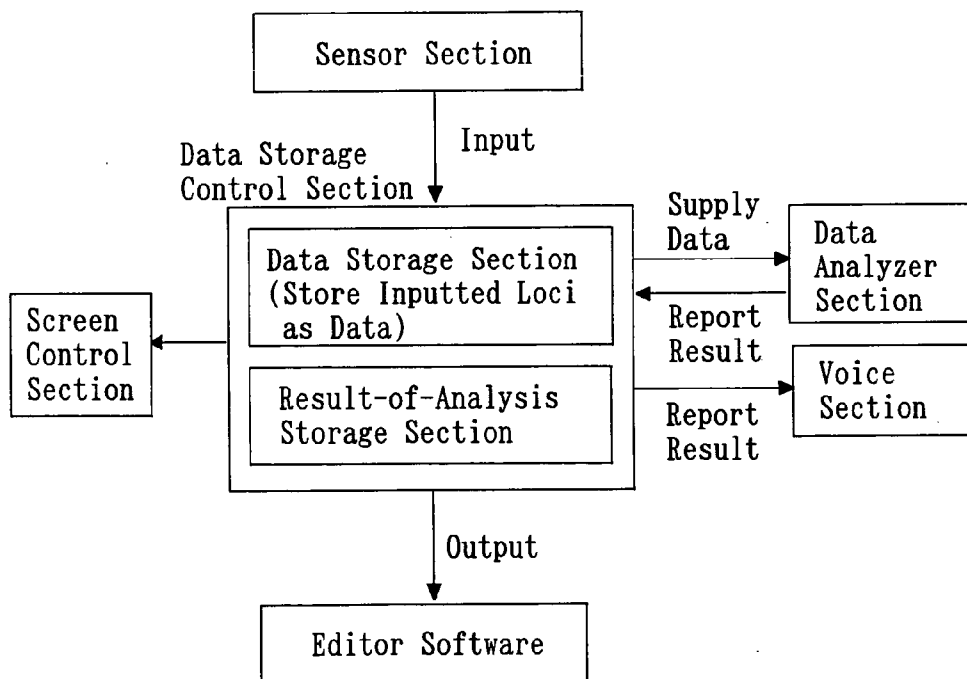 Sensor Section
Input
Data Storage
Control Section
Supply
Data
Data Storage Section
(Store Inputted Loci
as Data)
Data
Analyzer
Section
Report
Result
Screen
Control
Section
Result-of-Analysis
Storage Section
Voice
Section
Report
Result
Output
Editor Software